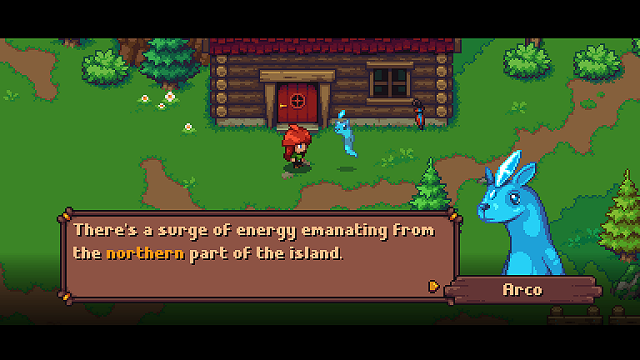 There's a surge of energy emanating from
the northern part of the island.
Arco